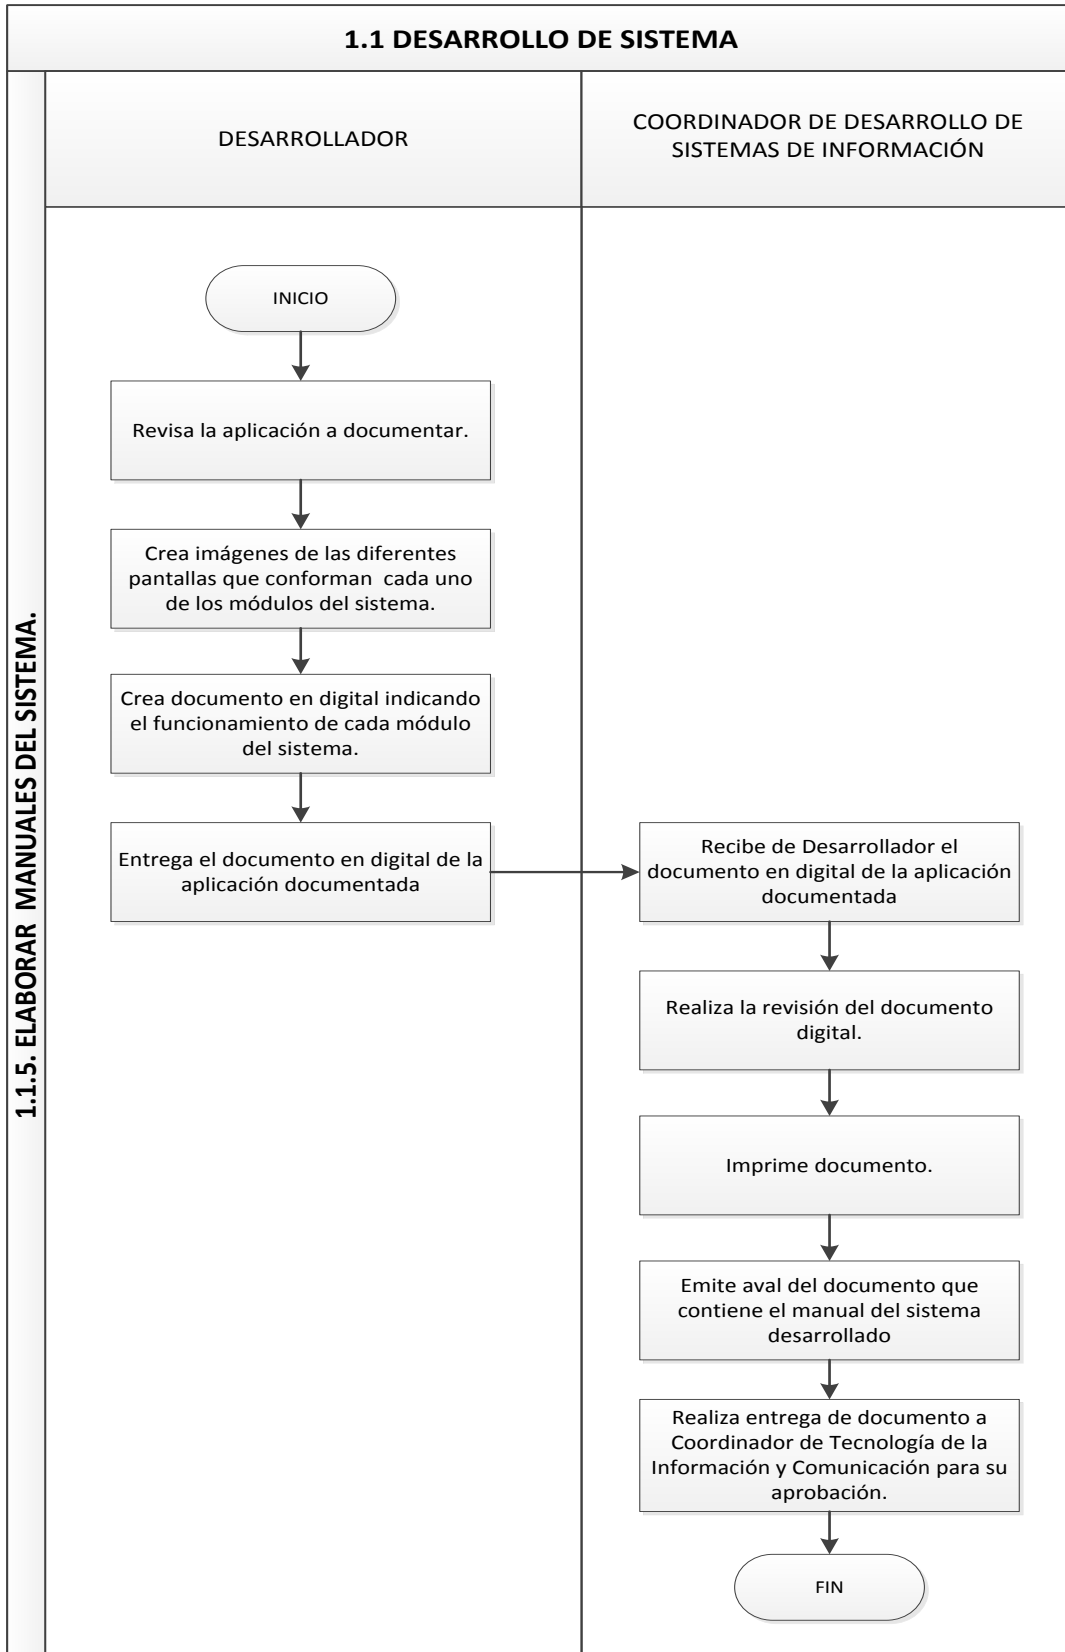 1.1 DESARROLLO DE SISTEMA
DESARROLLADOR
COORDINADOR DE DESARROLLO DE
SISTEMAS DE INFORMACIÓN
1.1.5. ELABORAR MANUALES DEL SISTEMA.
INICIO
Revisa la aplicación a documentar.
Crea imágenes de las diferentes
pantallas que conforman cada uno
de los módulos del sistema.
Crea documento en digital indicando
el funcionamiento de cada módulo
del sistema.
Entrega el documento en digital de la
aplicación documentada
Recibe de Desarrollador el
documento en digital de la aplicación
documentada
Realiza la revisión del documento
digital.
Imprime documento.
Emite aval del documento que
contiene el manual del sistema
desarrollado
Realiza entrega de documento a
Coordinador de Tecnología de la
Información y Comunicación para su
aprobación.
FIN